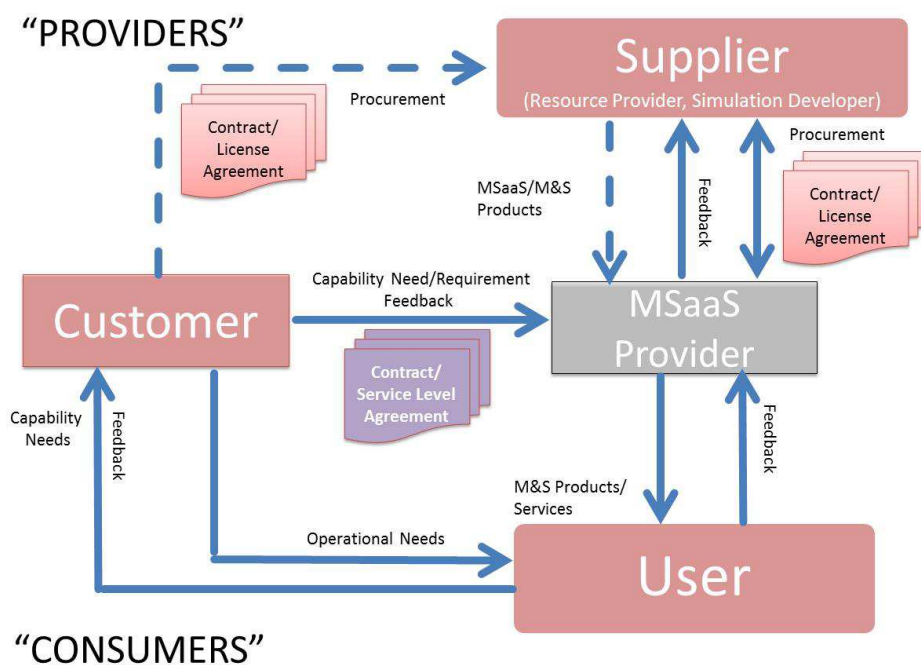 “PROVIDERS”
Supplier
(Resource Provider, Simulation Developer)
Procurement
Contract/
License
Agreement
MSaaS/M&S
Products
Feedback
Procurement
Contract/
License
Agreement
Customer
Capability Need/Requirement
Feedback
Contract/
Service Level
Agreement
MSaaS
Provider
Capability
Needs
Feedback
M&S Products/
Services
Feedback
Operational Needs
User
“CONSUMERS”